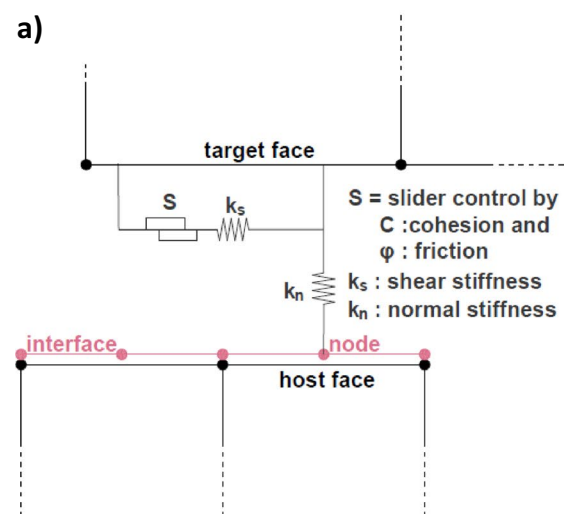 a)
target face
S
ks
S = slider control by
C :cohesion and
φ : friction
ks : shear stiffness
kn : normal stiffness
kn
interface
node
host face